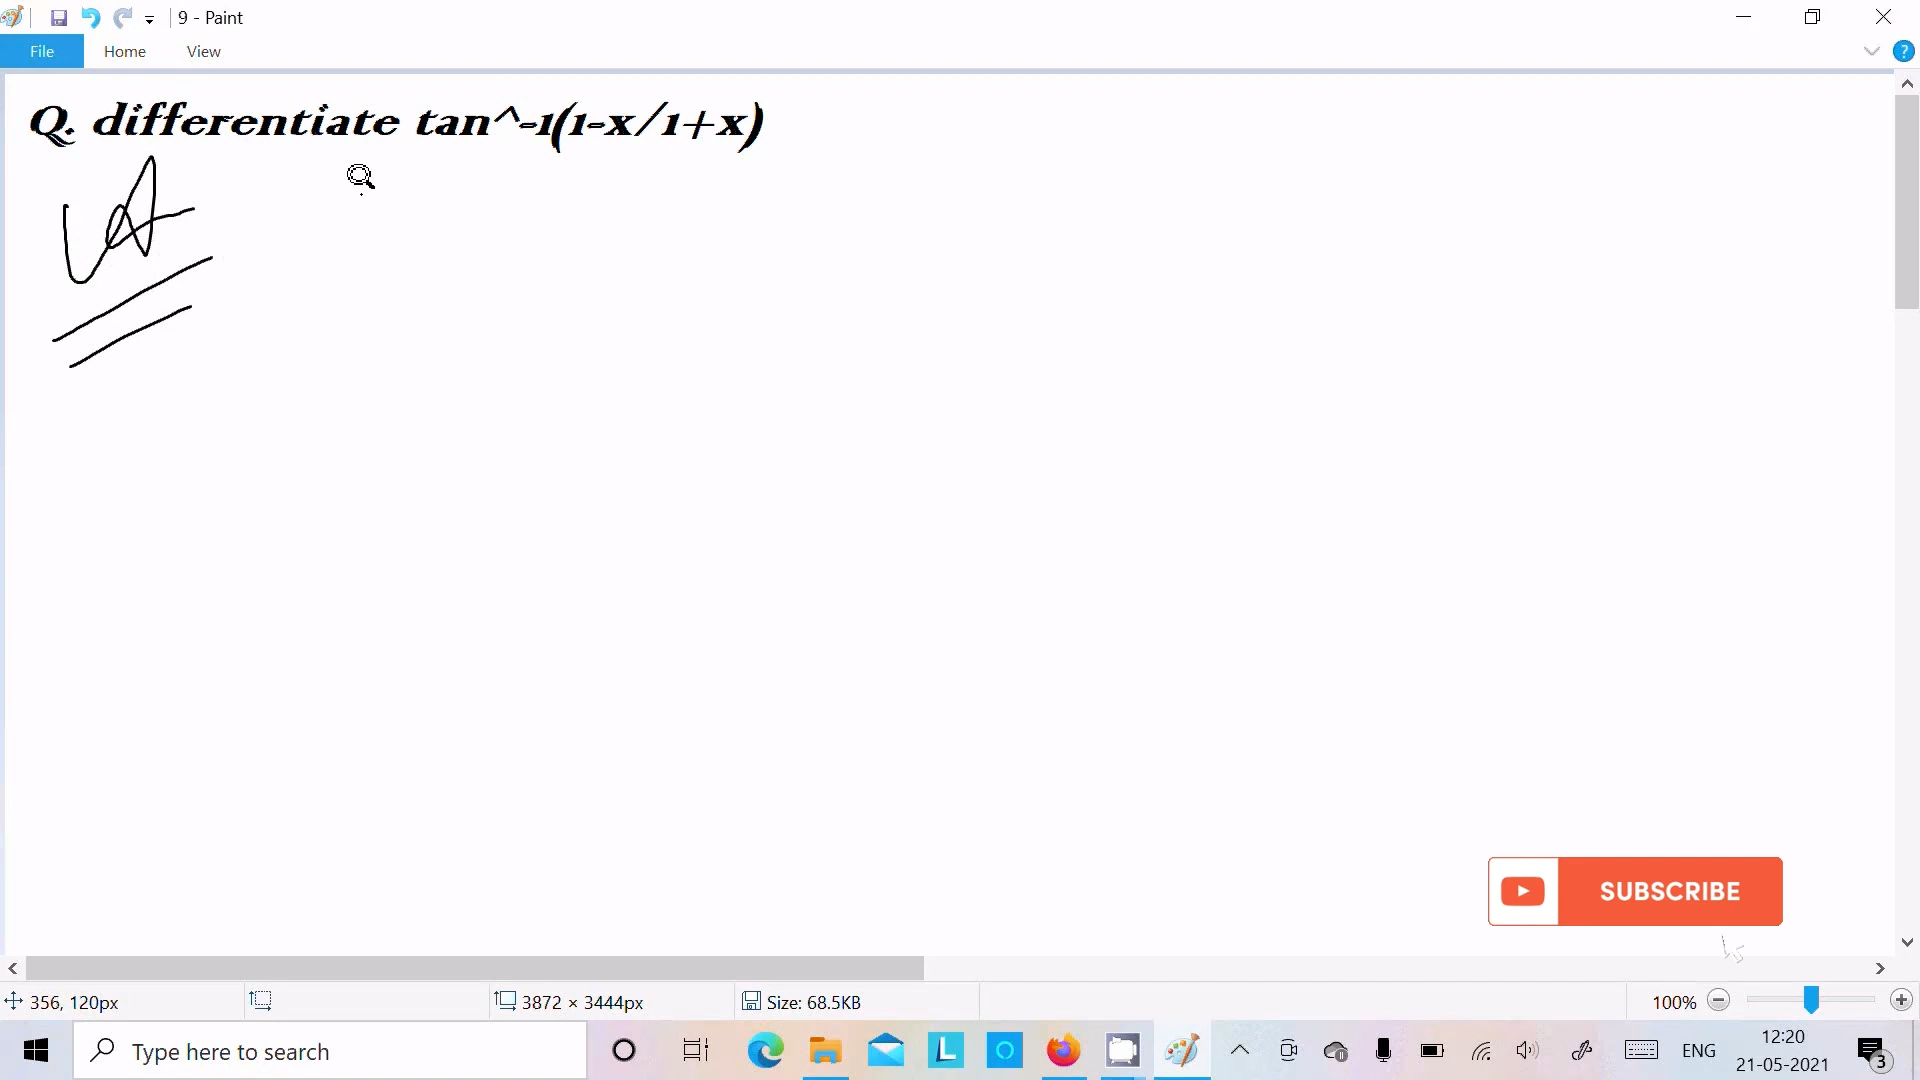 9 - Paint
File Home View
Q. differentiate tan^-1(1-x/1+x)
SUBSCRIBE
356, 120px 3872 × 3444px Size: 68.5KB 100%
Type here to search ENG 12:20
21-05-2021 3